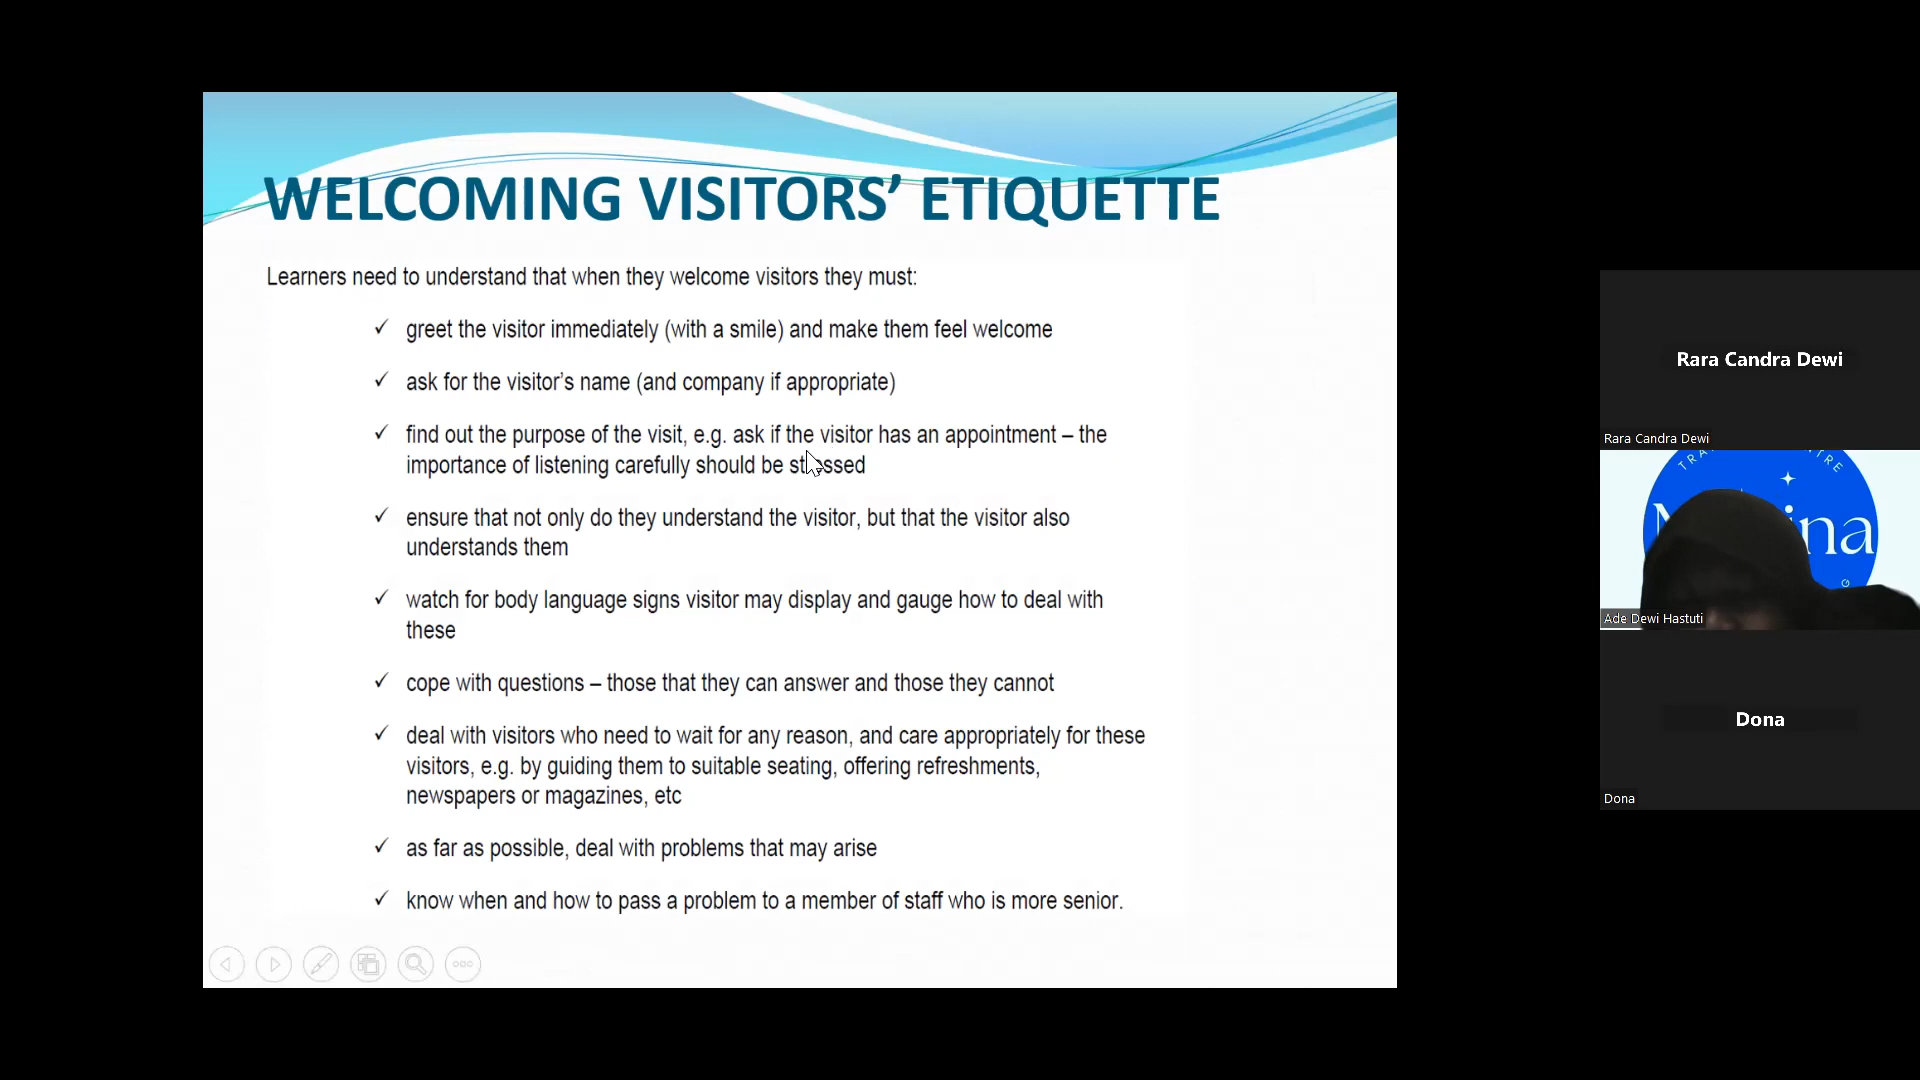 WELCOMING VISITORS’ ETIQUETTE
Learners need to understand that when they welcome visitors they must:
✓ greet the visitor immediately (with a smile) and make them feel welcome
✓ ask for the visitor’s name (and company if appropriate)
✓ find out the purpose of the visit, e.g. ask if the visitor has an appointment – the
importance of listening carefully should be stressed
✓ ensure that not only do they understand the visitor, but that the visitor also
understands them
✓ watch for body language signs visitor may display and gauge how to deal with
these
✓ cope with questions – those that they can answer and those they cannot
✓ deal with visitors who need to wait for any reason, and care appropriately for these
visitors, e.g. by guiding them to suitable seating, offering refreshments,
newspapers or magazines, etc
✓ as far as possible, deal with problems that may arise
✓ know when and how to pass a problem to a member of staff who is more senior.
Rara Candra Dewi
Rara Candra Dewi
Ade Dewi Hastuti
Dona
Dona